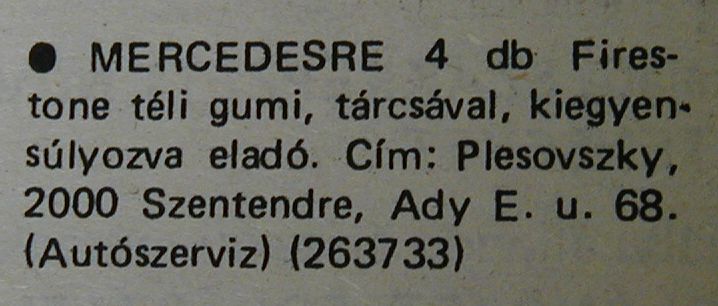 ● MERCEDESRE 4 db Fires-
tone téli gumi, tárcsával, kiegyen-
súlyozva eladó. Cím: Plesovszky,
2000 Szentendre, Ady E. u. 68.
(Autószerviz) (263733)